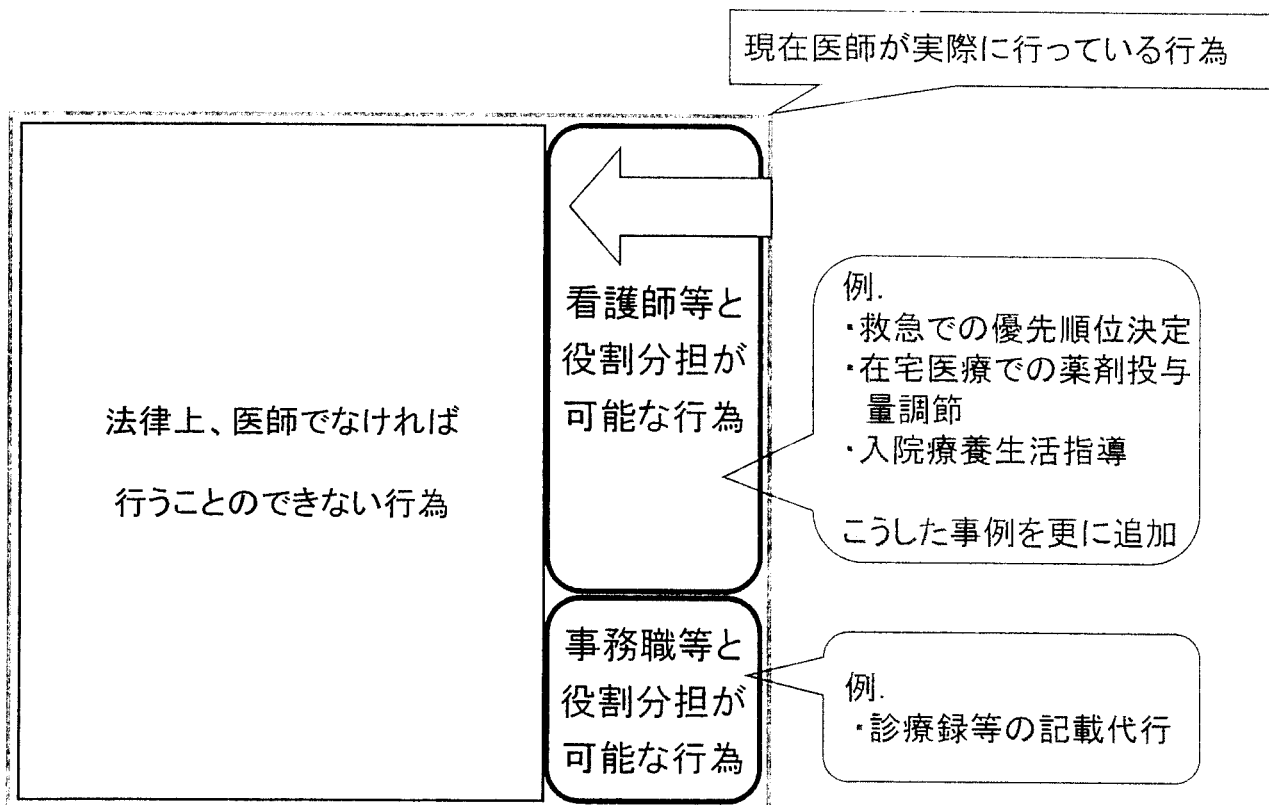 現在医師が実際に行っている行為
法律上、医師でなければ
行うことのできない行為
看護師等と
役割分担が
可能な行為
例.
・救急での優先順位決定
・在宅医療での薬剤投与
量調節
・入院療養生活指導
こうした事例を更に追加
事務職等と
役割分担が
可能な行為
例.
・診療録等の記載代行